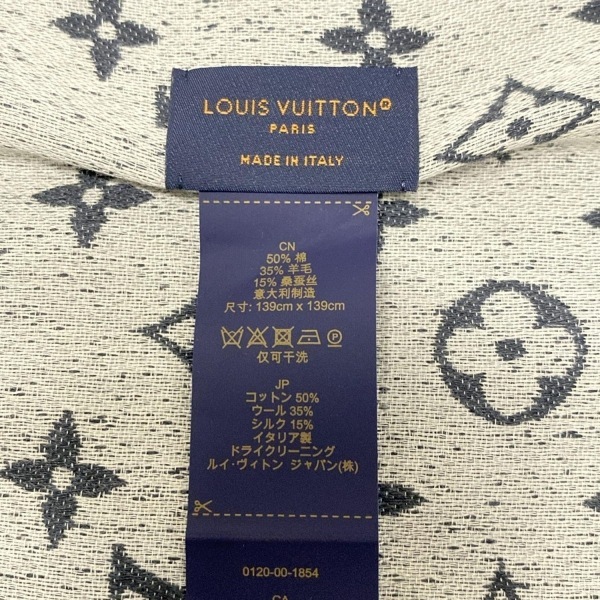 LOUIS VUITTON®
PARIS
MADE IN ITALY
CN
50% 棉
35% 羊毛
15% 桑蚕丝
意大利制造
尺寸: 139cm x 139cm
仅可干洗
JP
コットン 50%
ウール 35%
シルク 15%
イタリア製
ドライクリーニング
ルイ·ヴィトン ジャパン(株)
0120-00-1854
CA